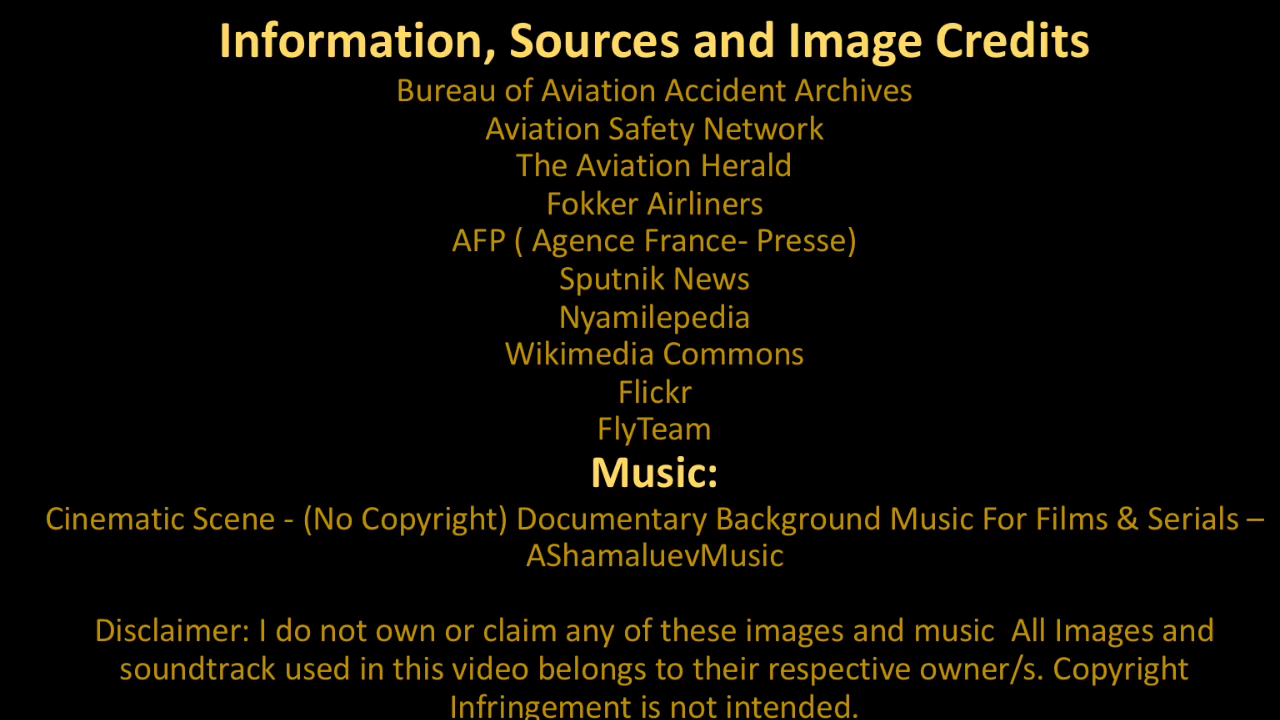 Information, Sources and Image Credits
Bureau of Aviation Accident Archives
Aviation Safety Network
The Aviation Herald
Fokker Airliners
AFP ( Agence France- Presse)
Sputnik News
Nyamilepedia
Wikimedia Commons
Flickr
FlyTeam
Music:
Cinematic Scene - (No Copyright) Documentary Background Music For Films & Serials –
AShamaluevMusic
Disclaimer: I do not own or claim any of these images and music  All Images and
soundtrack used in this video belongs to their respective owner/s. Copyright
Infringement is not intended.